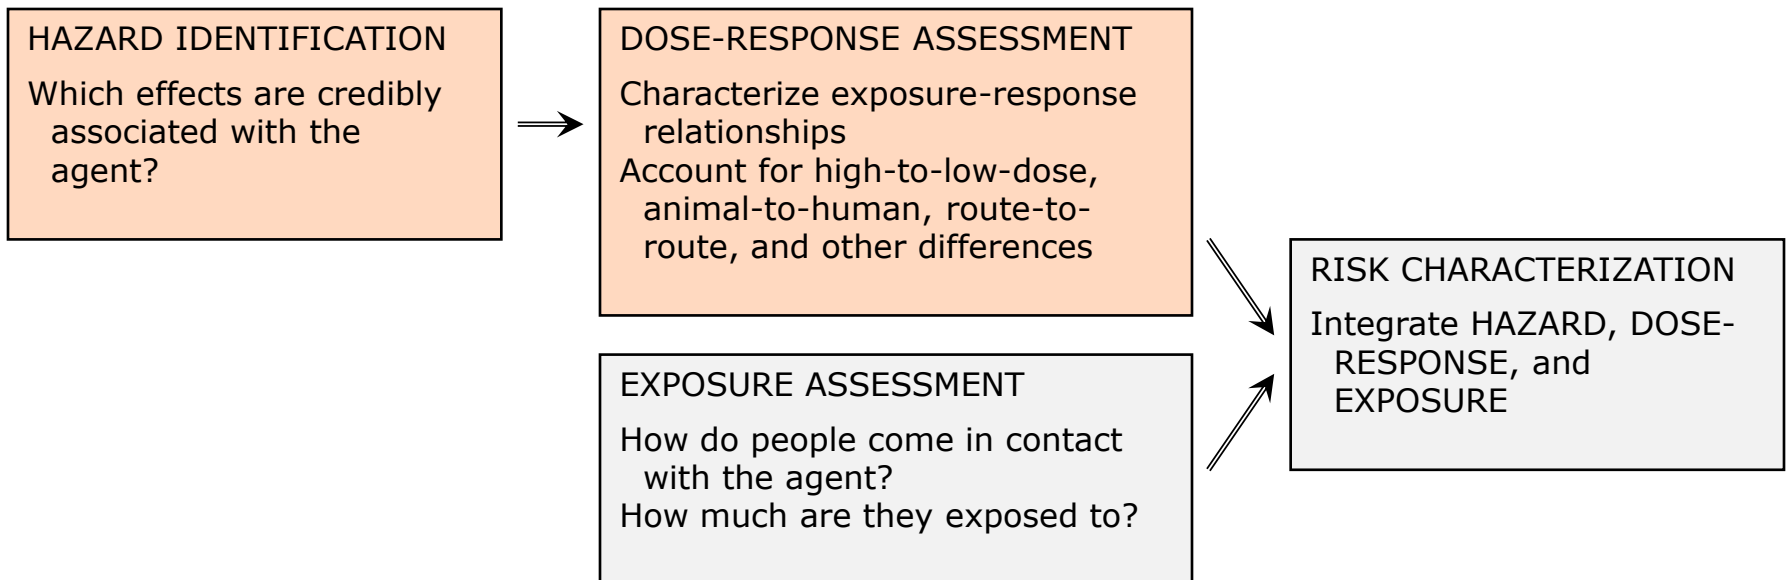 HAZARD IDENTIFICATION
Which effects are credibly
associated with the
agent?
DOSE-RESPONSE ASSESSMENT
Characterize exposure-response
relationships
Account for high-to-low-dose,
animal-to-human, route-to-
route, and other differences
EXPOSURE ASSESSMENT
How do people come in contact
with the agent?
How much are they exposed to?
RISK CHARACTERIZATION
Integrate HAZARD, DOSE-
RESPONSE, and
EXPOSURE